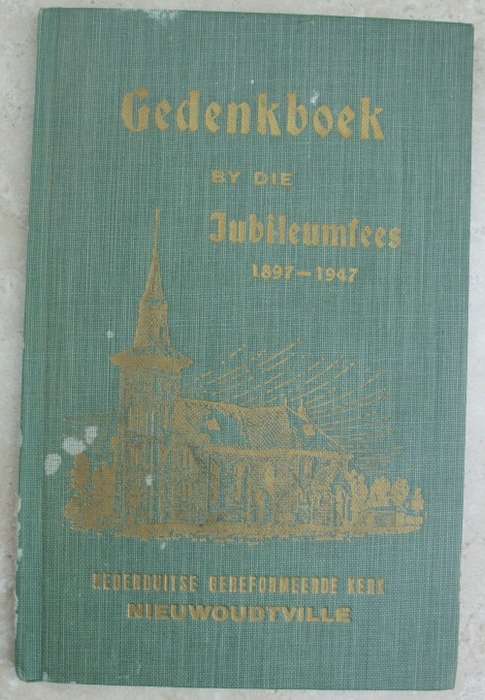 Gedenkboek
BY DIE
Jubileumfees
1897-1947
NEDERDUITSE GEREFORMEERDE KERK
NIEUWOUDTVILLE